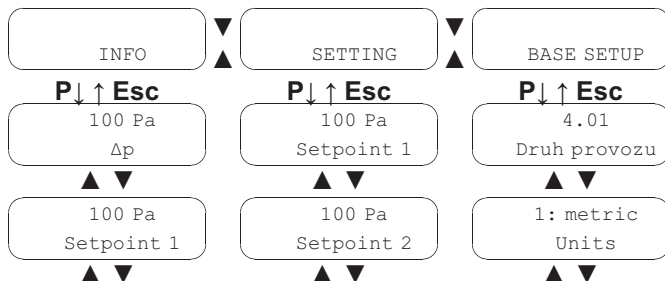 INFO SETTING BASE SETUP
P↓ ↑ Esc P↓ ↑ Esc P↓ ↑ Esc
100 Pa 100 Pa 4.01
Δp Setpoint 1 Druh provozu
100 Pa 100 Pa 1: metric
Setpoint 1 Setpoint 2 Units